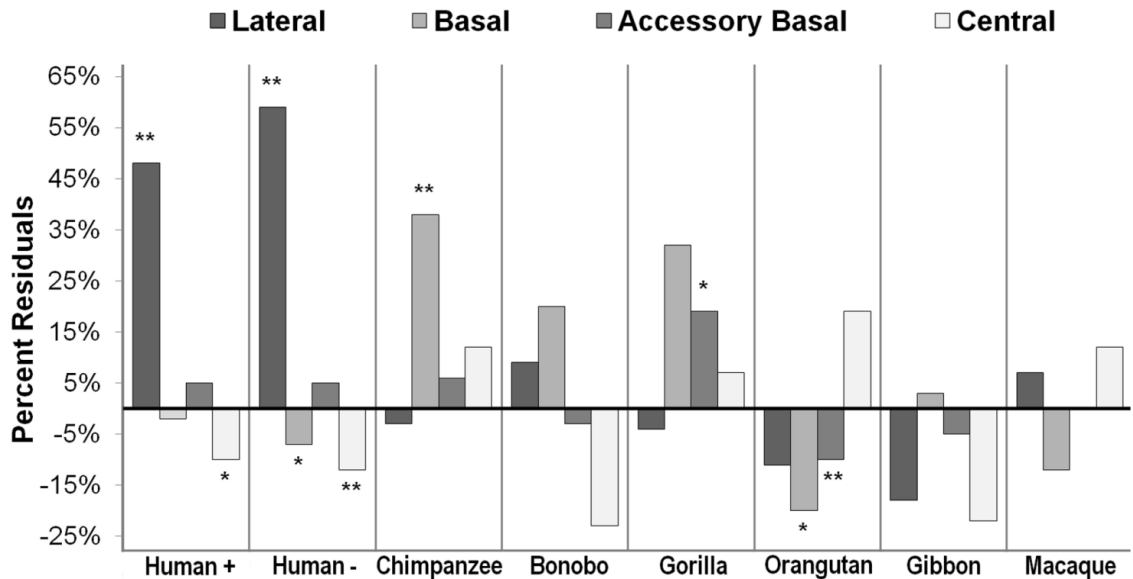 Lateral Basal Accessory Basal Central
65%
55%
45%
35%
25%
15%
5%
-5%
-15%
-25%
Percent Residuals
** ** ** * * * ** * **
Human + Human - Chimpanzee Bonobo Gorilla Orangutan Gibbon Macaque